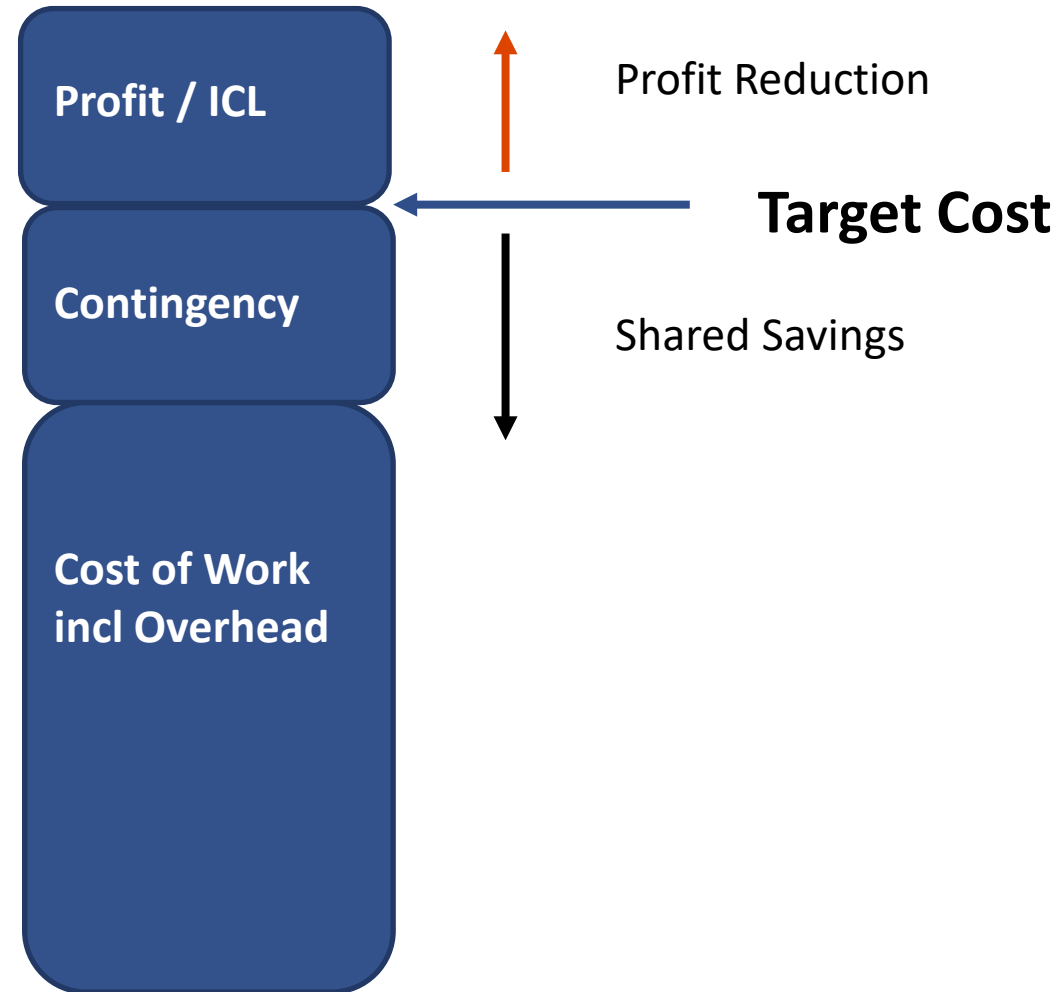 Profit / ICL
Profit Reduction
Target Cost
Contingency
Shared Savings
Cost of Work
incl Overhead